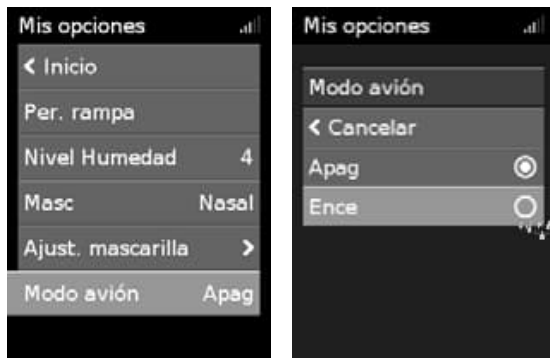 Mis opciones
< Inicio
Per. rampa
Nivel Humedad 4
Masc Nasal
Ajust. mascarilla >
Modo avión Apag
Mis opciones
Modo avión
< Cancelar
Apag
Ence